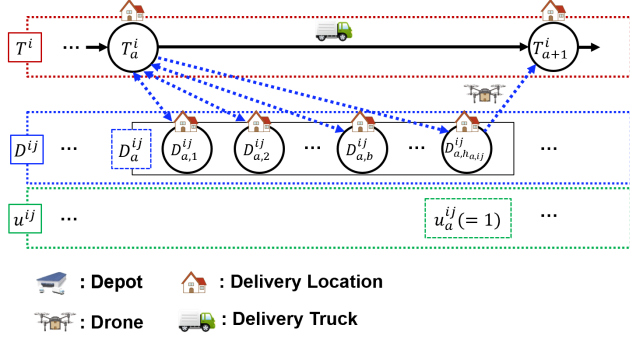 T^i ⋯ T_a^i T_{a+1}^i
D^{ij} ⋯ D_a^{ij} D_{a,1}^{ij} D_{a,2}^{ij} ⋯ D_{a,b}^{ij} ⋯ D_{a,h_{a,ij}}^{ij} ⋯
u^{ij} ⋯ u_a^{ij}(= 1) ⋯
: Depot : Delivery Location
: Drone : Delivery Truck